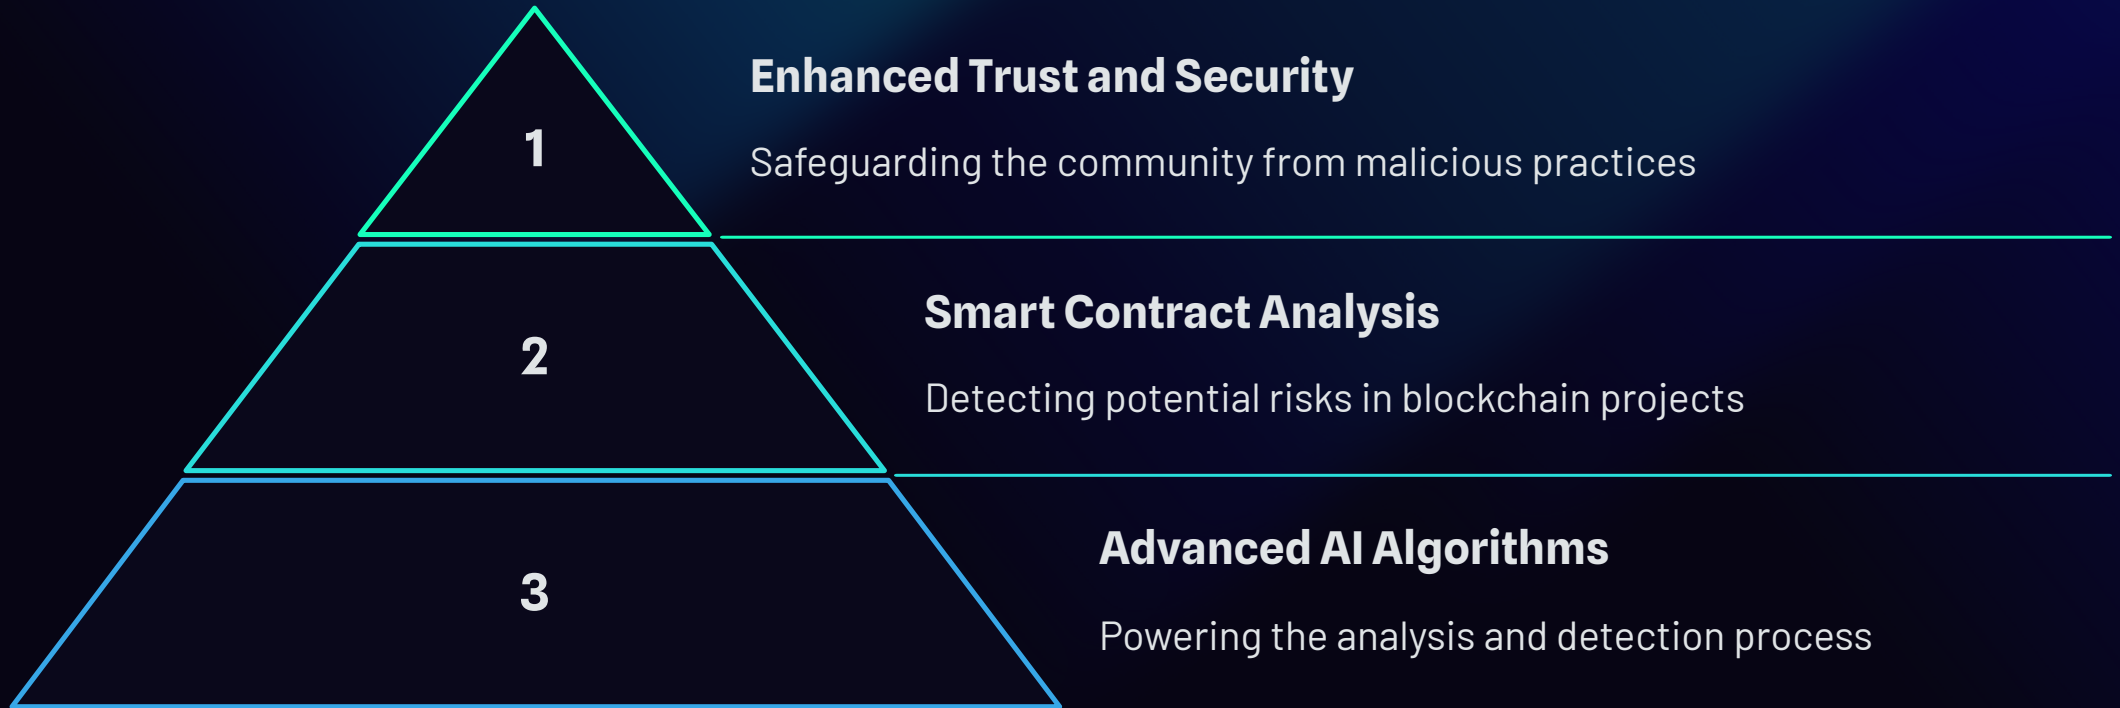 1
Enhanced Trust and Security
Safeguarding the community from malicious practices
2
Smart Contract Analysis
Detecting potential risks in blockchain projects
3
Advanced AI Algorithms
Powering the analysis and detection process